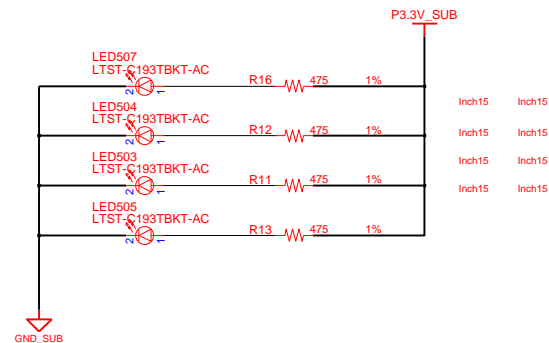 P3.3V_SUB
LED507
LTST-C193TBKT-AC
2 1 R16 475 1%
Inch15 Inch15
LED504
LTST-C193TBKT-AC
2 1 R12 475 1%
Inch15 Inch15
LED503
LTST-C193TBKT-AC
2 1 R11 475 1%
Inch15 Inch15
Inch15 Inch15
LED505
LTST-C193TBKT-AC
2 1 R13 475 1%
GND_SUB